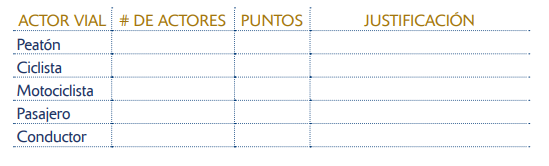 ACTOR VIAL # DE ACTORES PUNTOS JUSTIFICACIÓN
Peatón
Ciclista
Motociclista
Pasajero
Conductor